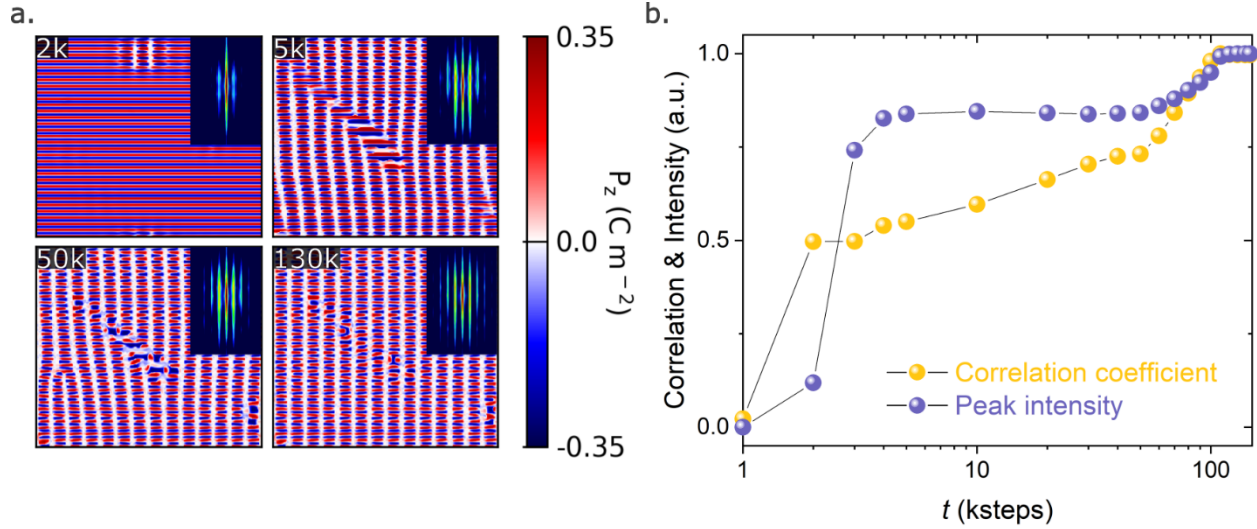 a.
2k
5k
50k
130k
0.35
0.0
-0.35
P_z (C m⁻²)
b.
Correlation & Intensity (a.u.)
1.0
0.5
0.0
Correlation coefficient
Peak intensity
1
10
100
t (ksteps)